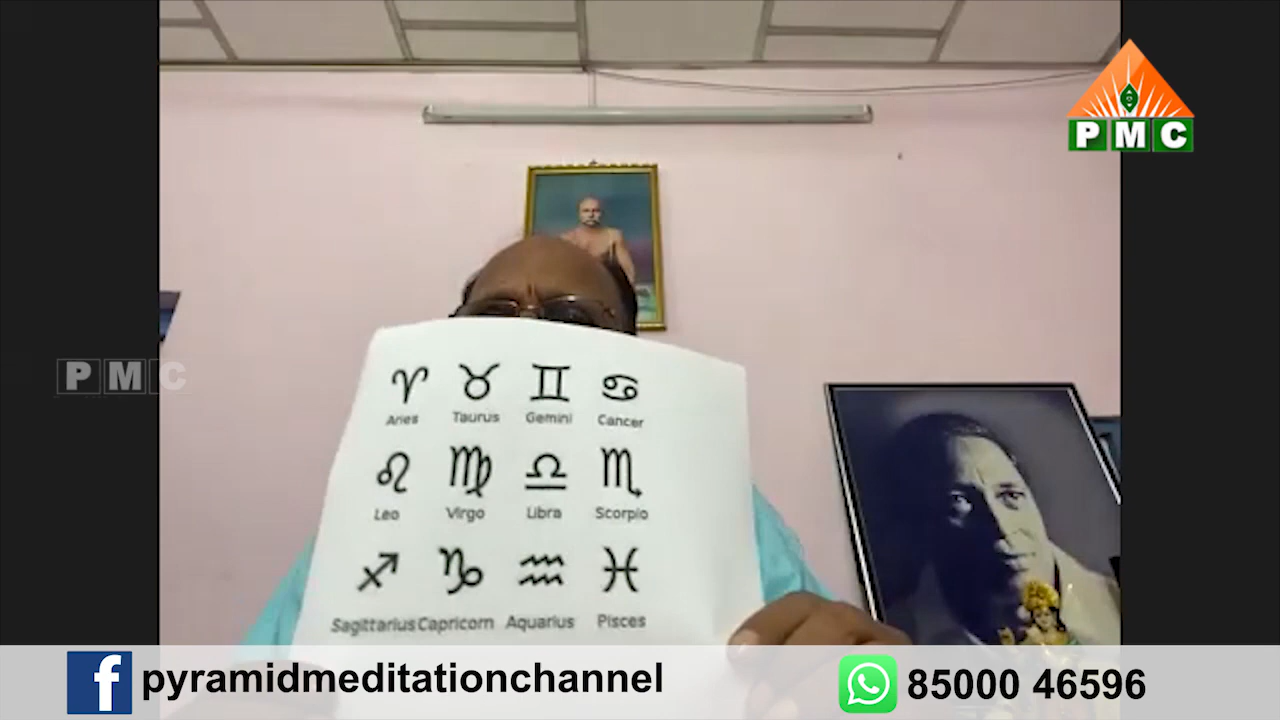 PMC
PMC
Aries Taurus Gemini Cancer
Leo Virgo Libra Scorpio
Sagittarius Capricorn Aquarius Pisces
pyramidmeditationchannel
85000 46596